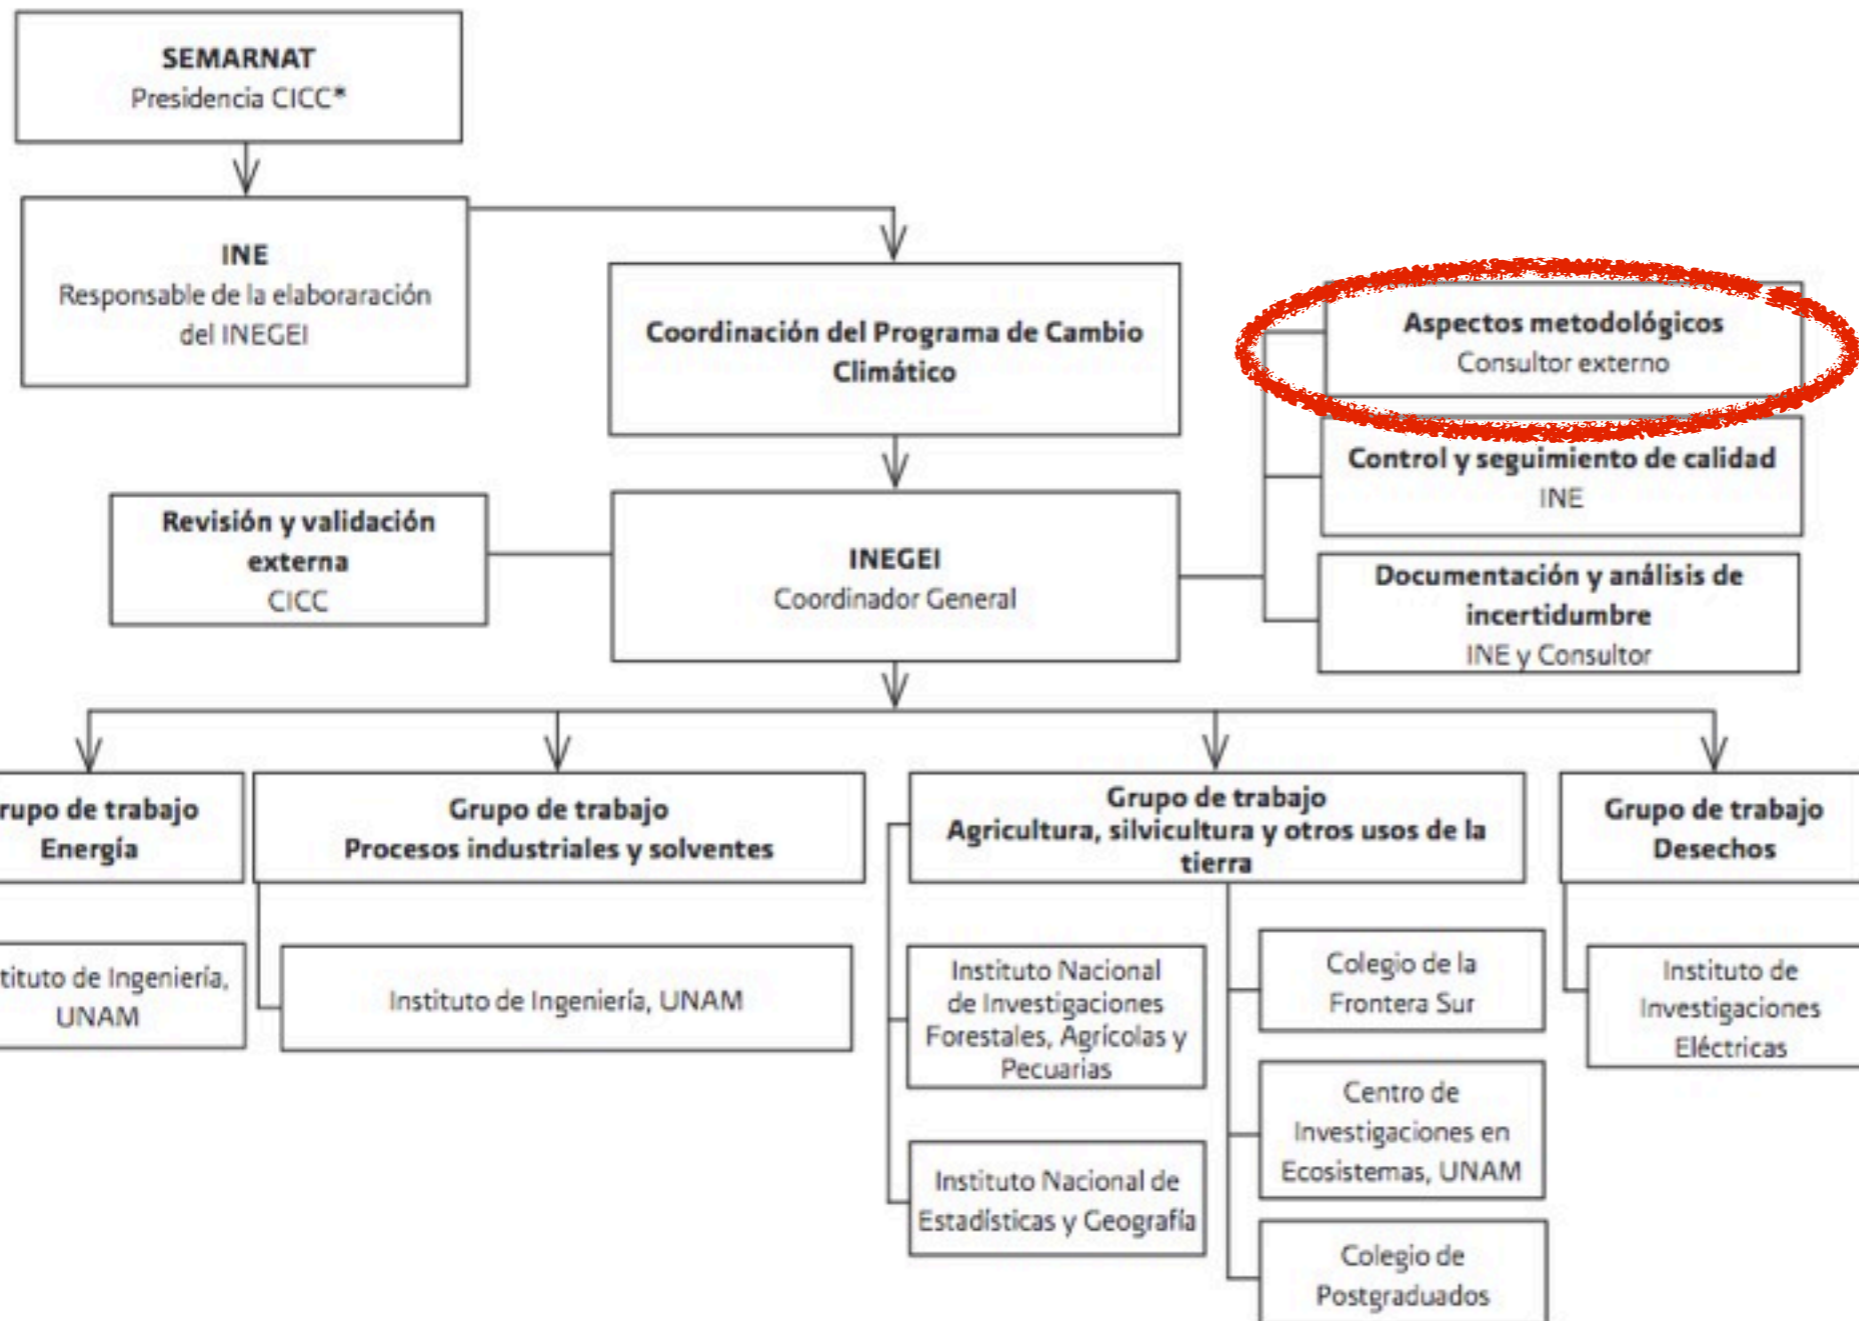 SEMARNAT
Presidencia CICC*
INE
Responsable de la elaboraración
del INEGEI
Coordinación del Programa de Cambio
Climático
Aspectos metodológicos
Consultor externo
Control y seguimiento de calidad
INE
Revisión y validación
externa
CICC
INEGEI
Coordinador General
Documentación y análisis de
incertidumbre
INE y Consultor
rupo de trabajo
Energía
Grupo de trabajo
Procesos industriales y solventes
Grupo de trabajo
Agricultura, silvicultura y otros usos de la
tierra
Grupo de trabajo
Desechos
tituto de Ingeniería,
UNAM
Instituto de Ingeniería, UNAM
Instituto Nacional
de Investigaciones
Forestales, Agrícolas y
Pecuarias
Instituto Nacional de
Estadísticas y Geografía
Colegio de la
Frontera Sur
Centro de
Investigaciones en
Ecosistemas, UNAM
Colegio de
Postgraduados
Instituto de
Investigaciones
Eléctricas